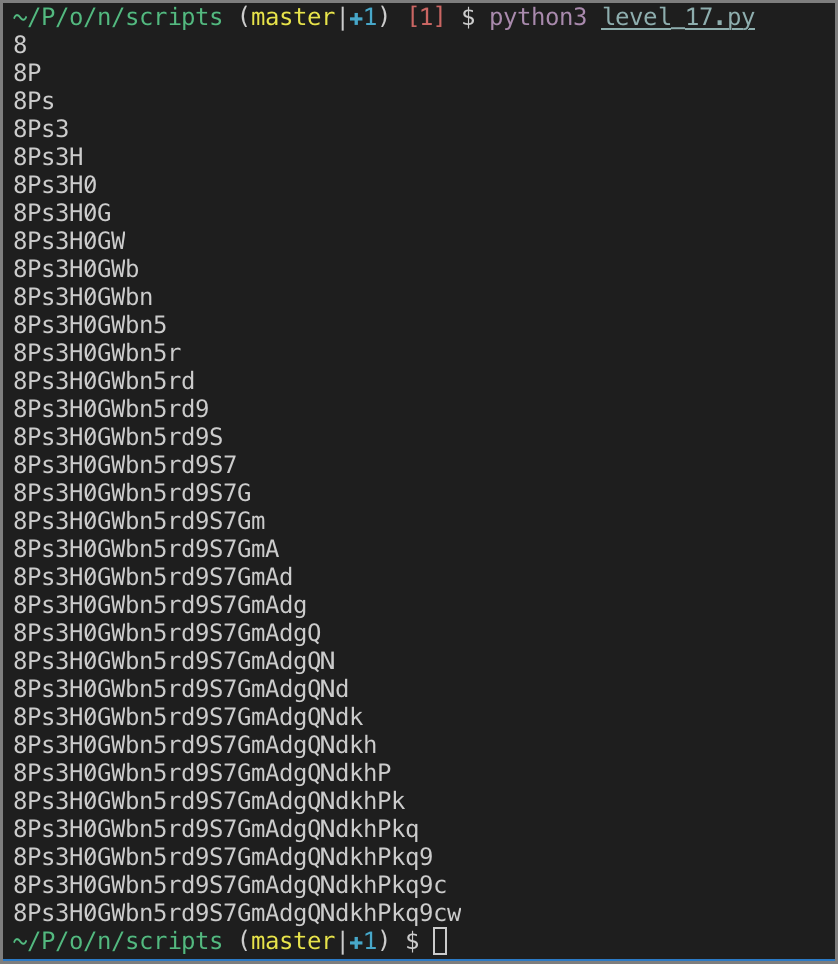 ~/P/o/n/scripts (master|✚1) [1] $ python3 level_17.py
8
8P
8Ps
8Ps3
8Ps3H
8Ps3H0
8Ps3H0G
8Ps3H0GW
8Ps3H0GWb
8Ps3H0GWbn
8Ps3H0GWbn5
8Ps3H0GWbn5r
8Ps3H0GWbn5rd
8Ps3H0GWbn5rd9
8Ps3H0GWbn5rd9S
8Ps3H0GWbn5rd9S7
8Ps3H0GWbn5rd9S7G
8Ps3H0GWbn5rd9S7Gm
8Ps3H0GWbn5rd9S7GmA
8Ps3H0GWbn5rd9S7GmAd
8Ps3H0GWbn5rd9S7GmAdg
8Ps3H0GWbn5rd9S7GmAdgQ
8Ps3H0GWbn5rd9S7GmAdgQN
8Ps3H0GWbn5rd9S7GmAdgQNd
8Ps3H0GWbn5rd9S7GmAdgQNdk
8Ps3H0GWbn5rd9S7GmAdgQNdkh
8Ps3H0GWbn5rd9S7GmAdgQNdkhP
8Ps3H0GWbn5rd9S7GmAdgQNdkhPk
8Ps3H0GWbn5rd9S7GmAdgQNdkhPkq
8Ps3H0GWbn5rd9S7GmAdgQNdkhPkq9
8Ps3H0GWbn5rd9S7GmAdgQNdkhPkq9c
8Ps3H0GWbn5rd9S7GmAdgQNdkhPkq9cw
~/P/o/n/scripts (master|✚1) $